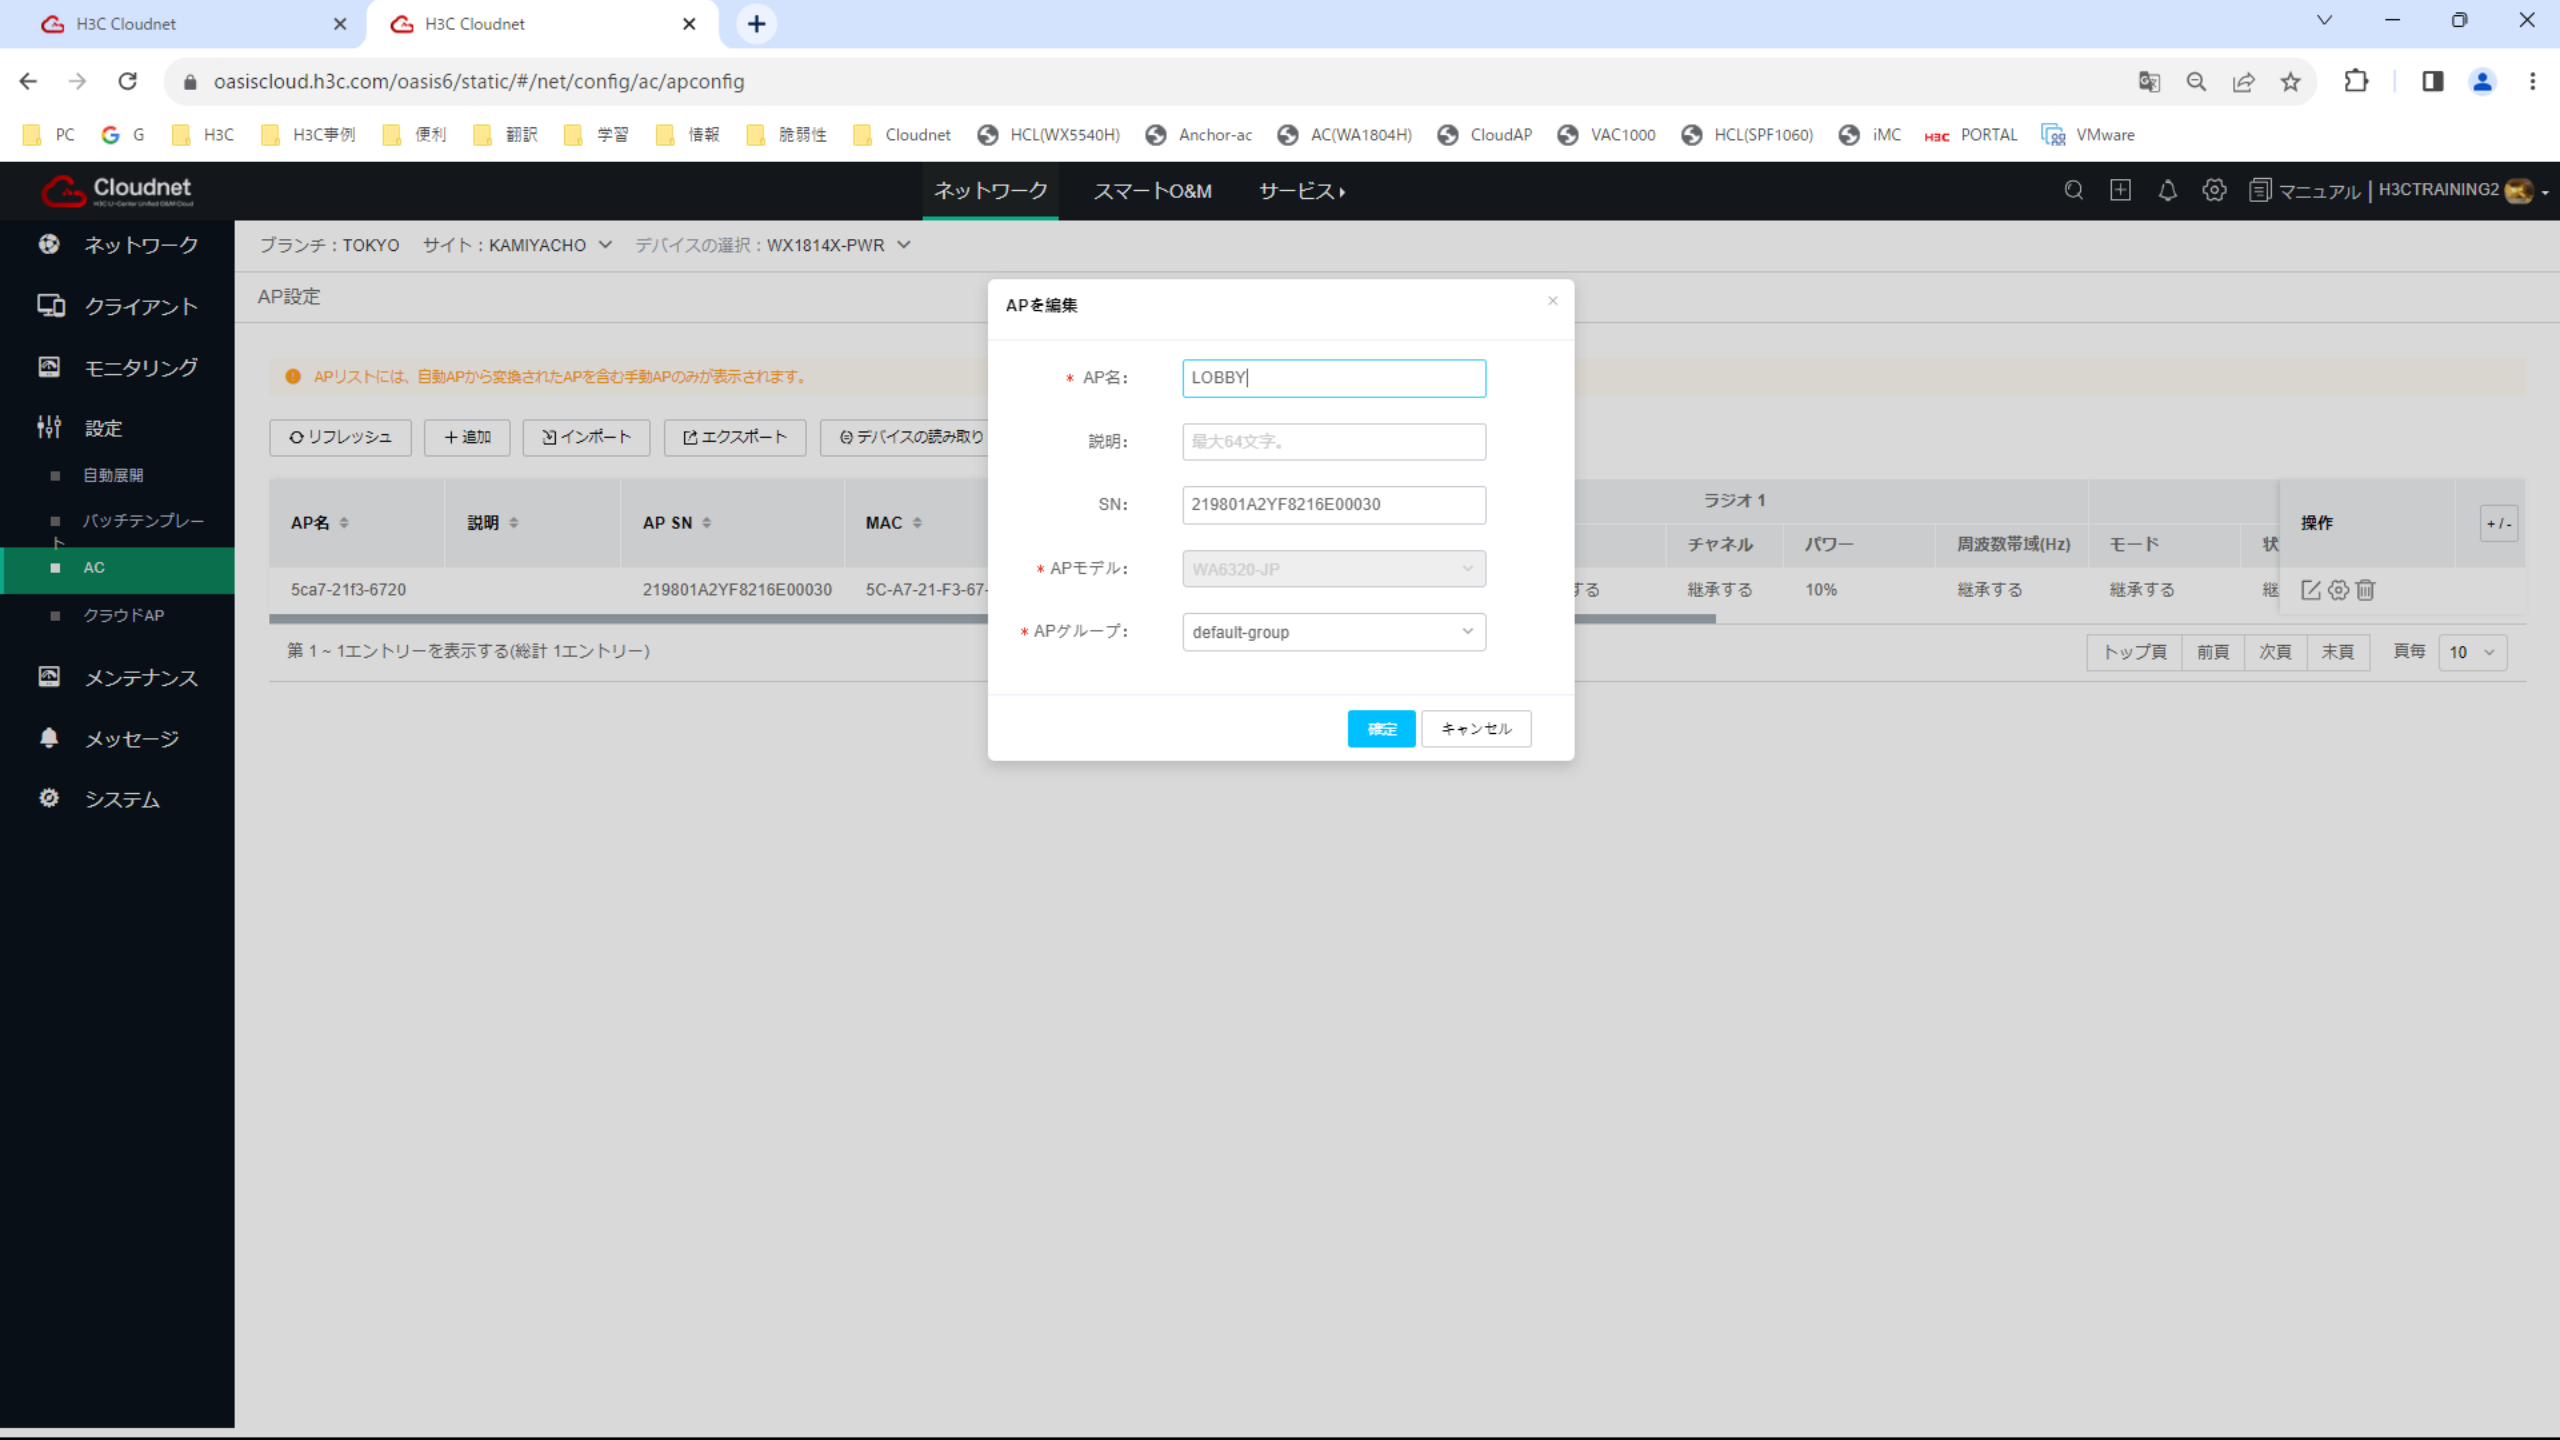 H3C Cloudnet
H3C Cloudnet
oasiscloud.h3c.com/oasis6/static/#/net/config/ac/apconfig
PC G H3C H3C事例 便利 翻訳 学習 情報 脆弱性 Cloudnet HCL(WX5540H) Anchor-ac AC(WA1804H) CloudAP VAC1000 HCL(SPF1060) iMC H3C PORTAL VMware
Cloudnet
H3C U-Center Unified O&M Cloud
ネットワーク スマートO&M サービス
マニュアル | H3CTRAINING2
ネットワーク
クライアント
モニタリング
設定
自動展開
バッチテンプレー
ト
AC
クラウドAP
メンテナンス
メッセージ
システム
ブランチ : TOKYO サイト : KAMIYACHO デバイスの選択 : WX1814X-PWR
AP設定
APリストには、自動APから変換されたAPを含む手動APのみが表示されます。
リフレッシュ +追加 インポート エクスポート デバイスの読み取り
AP名 説明 AP SN MAC ラジオ 1 操作 + / -
チャネル パワー 周波数帯域(Hz) モード 状
5ca7-21f3-6720 219801A2YF8216E00030 5C-A7-21-F3-67- する 継承する 10% 継承する 継承する 継
第 1 ~ 1エントリーを表示する(総計 1エントリー)
トップ頁 前頁 次頁 末頁 頁毎 10
APを編集
* AP名: LOBBY
説明: 最大64文字。
SN: 219801A2YF8216E00030
* APモデル: WA6320-JP
* APグループ: default-group
確定 キャンセル